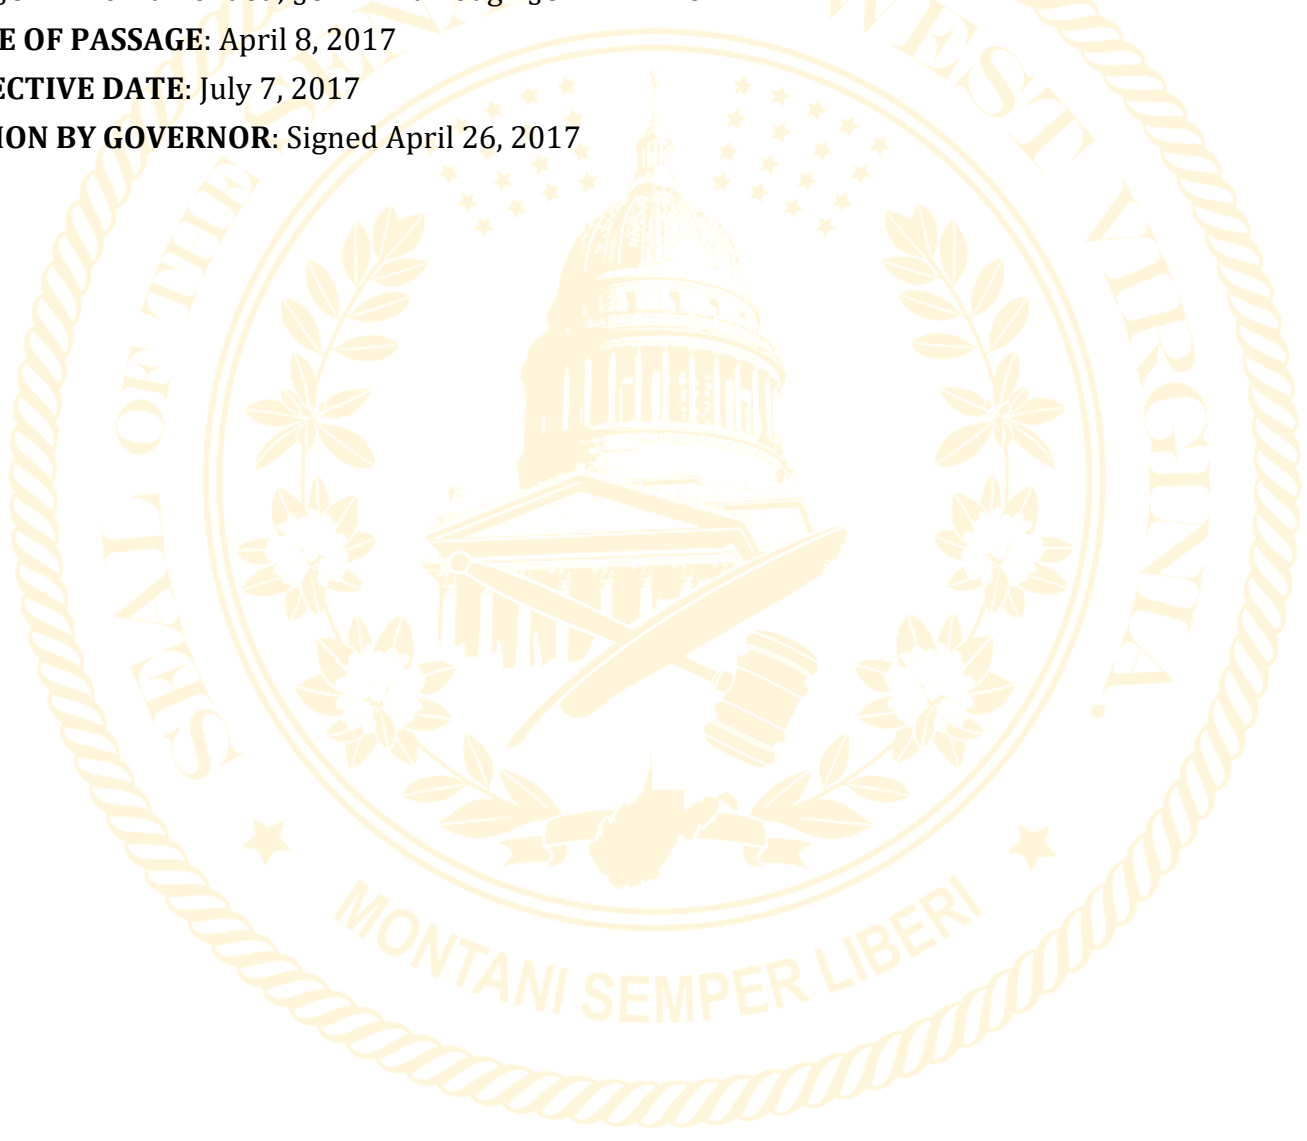 E OF PASSAGE: April 8, 2017
ECTIVE DATE: July 7, 2017
ION BY GOVERNOR: Signed April 26, 2017
SEAL OF THE SENATE WEST VIRGINIA
MONTANI SEMPER LIBERI